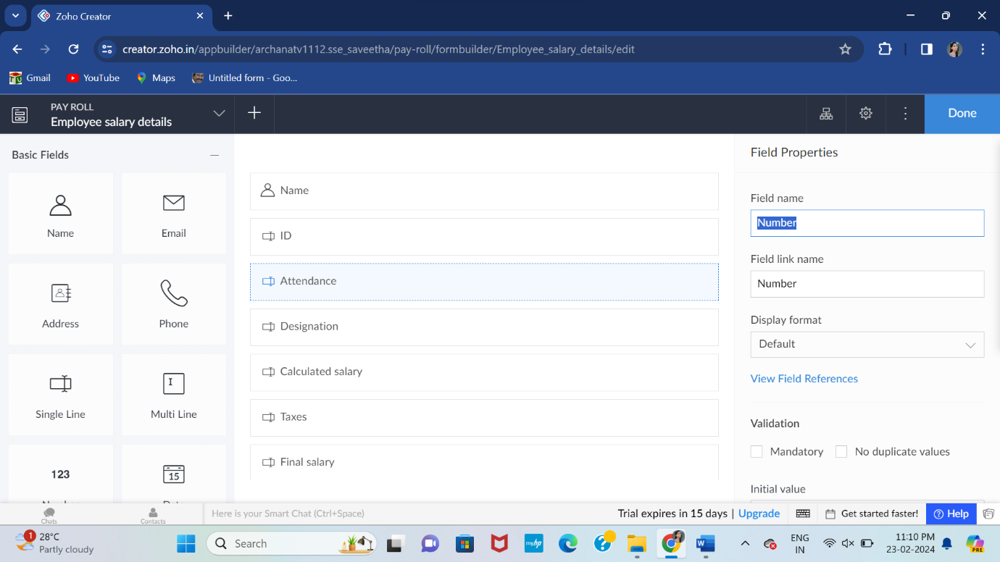 Zoho Creator
creator.zoho.in/appbuilder/archanatv1112.sse_saveetha/pay-roll/formbuilder/Employee_salary_details/edit
Gmail
YouTube
Maps
Untitled form - Goo...
PAY ROLL
Employee salary details
Done
Basic Fields
Name
Email
Address
Phone
Single Line
Multi Line
123
15
Name
ID
Attendance
Designation
Calculated salary
Taxes
Final salary
Field Properties
Field name
Number
Field link name
Number
Display format
Default
View Field References
Validation
Mandatory
No duplicate values
Initial value
Chats
Contacts
Here is your Smart Chat (Ctrl+Space)
Trial expires in 15 days | Upgrade
Get started faster!
Help
1
28°C
Partly cloudy
Search
myhp
W
ENG
IN
11:10 PM
23-02-2024
PRE